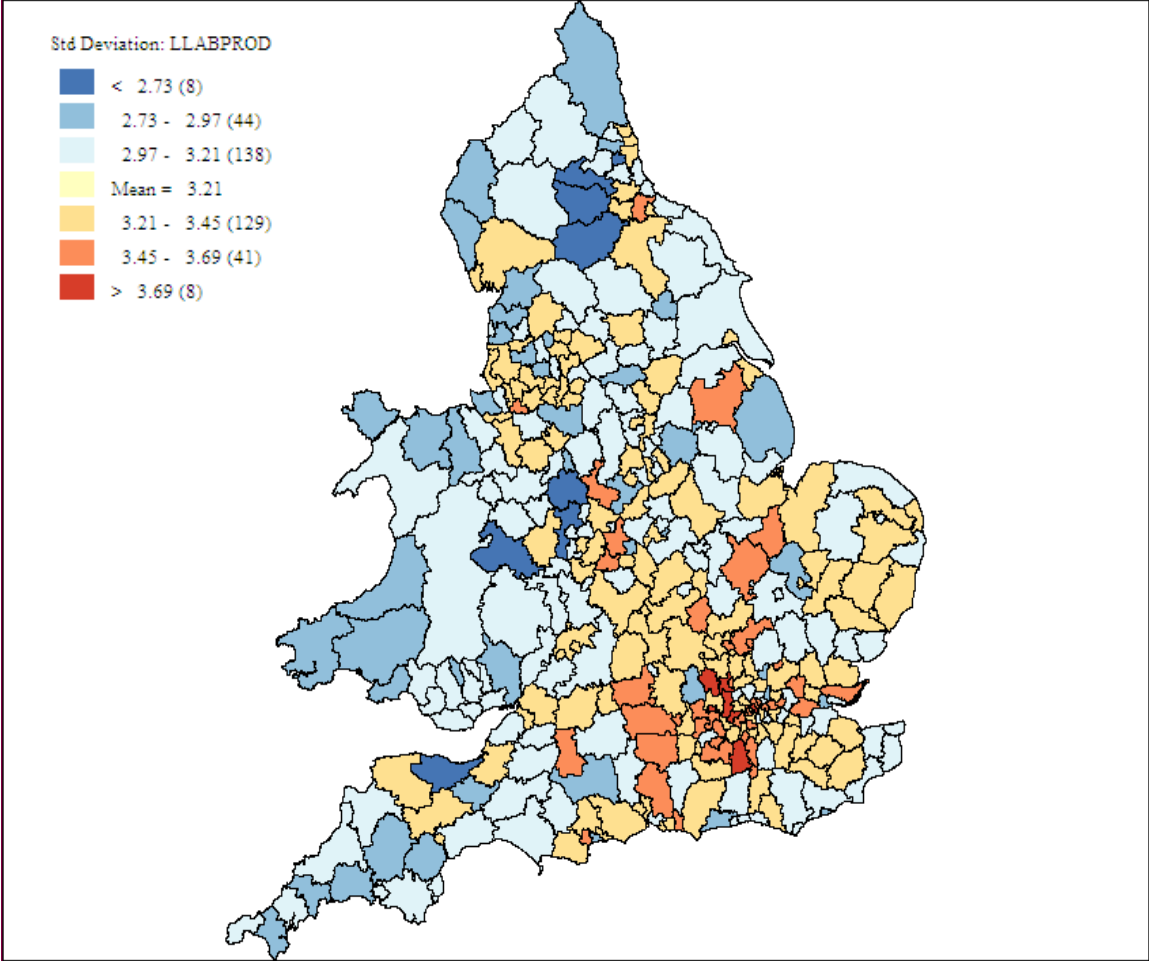 Std Deviation: LLABPROD
< 2.73 (8)
2.73 - 2.97 (44)
2.97 - 3.21 (138)
Mean = 3.21
3.21 - 3.45 (129)
3.45 - 3.69 (41)
> 3.69 (8)